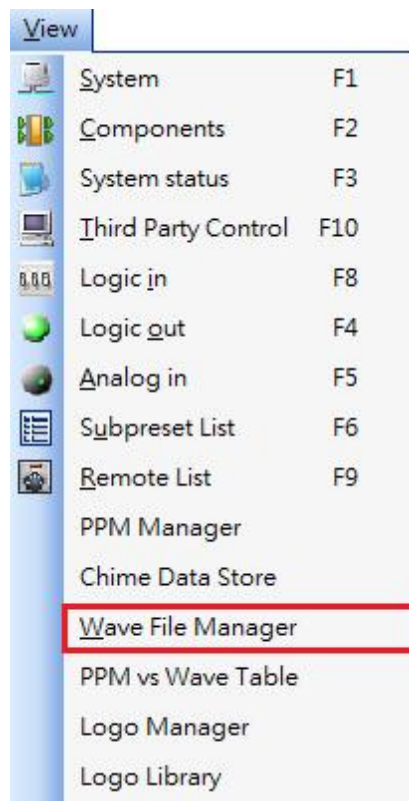 View
System F1
Components F2
System status F3
Third Party Control F10
Logic in F8
Logic out F4
Analog in F5
Subpreset List F6
Remote List F9
PPM Manager
Chime Data Store
Wave File Manager
PPM vs Wave Table
Logo Manager
Logo Library